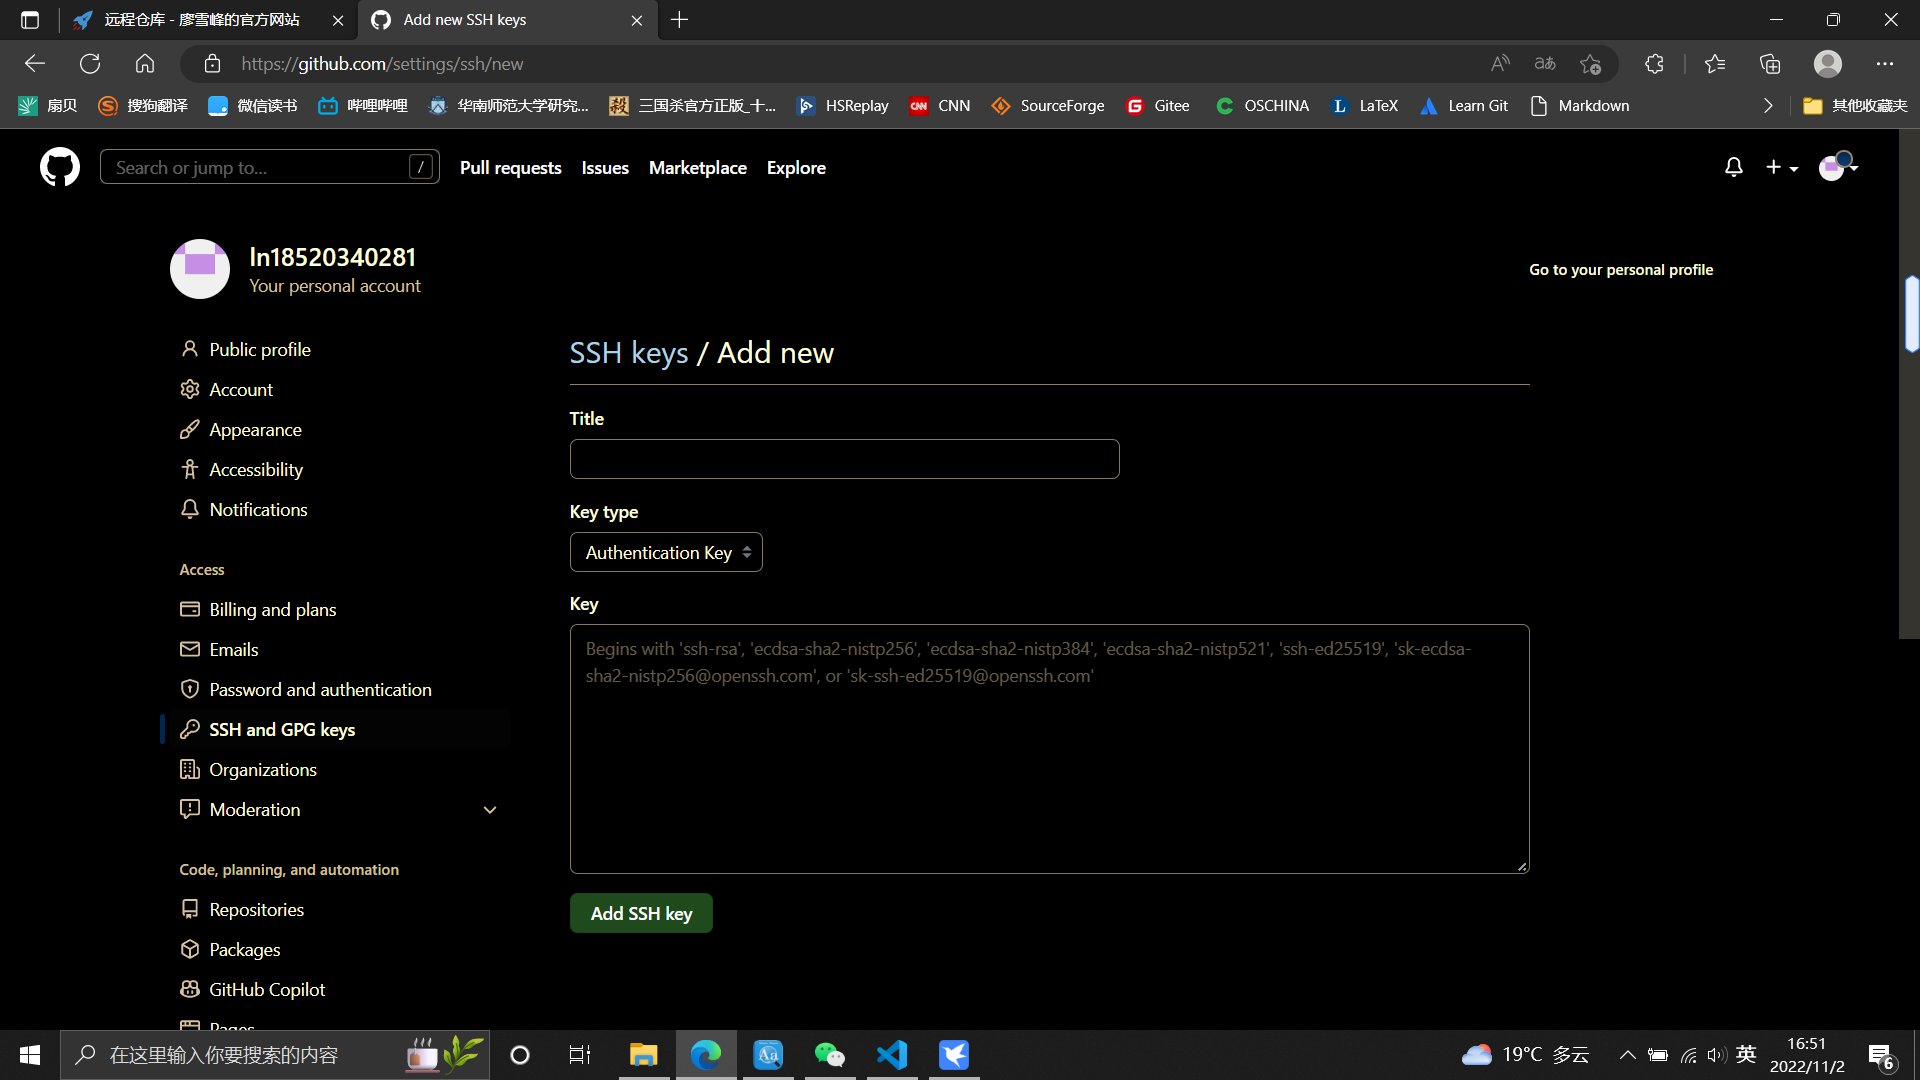 远程仓库 - 廖雪峰的官方网站
Add new SSH keys
https://github.com/settings/ssh/new
扇贝
搜狗翻译
微信读书
哔哩哔哩
华南师范大学研究...
三国杀官方正版_十...
HSReplay
CNN
SourceForge
Gitee
OSCHINA
LaTeX
Learn Git
Markdown
其他收藏夹
Search or jump to...
/
Pull requests
Issues
Marketplace
Explore
ln18520340281
Your personal account
Go to your personal profile
Public profile
Account
Appearance
Accessibility
Notifications
Access
Billing and plans
Emails
Password and authentication
SSH and GPG keys
Organizations
Moderation
Code, planning, and automation
Repositories
Packages
GitHub Copilot
Pages
SSH keys / Add new
Title
Key type
Authentication Key
Key
Begins with 'ssh-rsa', 'ecdsa-sha2-nistp256', 'ecdsa-sha2-nistp384', 'ecdsa-sha2-nistp521', 'ssh-ed25519', 'sk-ecdsa-
sha2-nistp256@openssh.com', or 'sk-ssh-ed25519@openssh.com'
Add SSH key
在这里输入你要搜索的内容
19°C 多云
英
16:51
2022/11/2
6